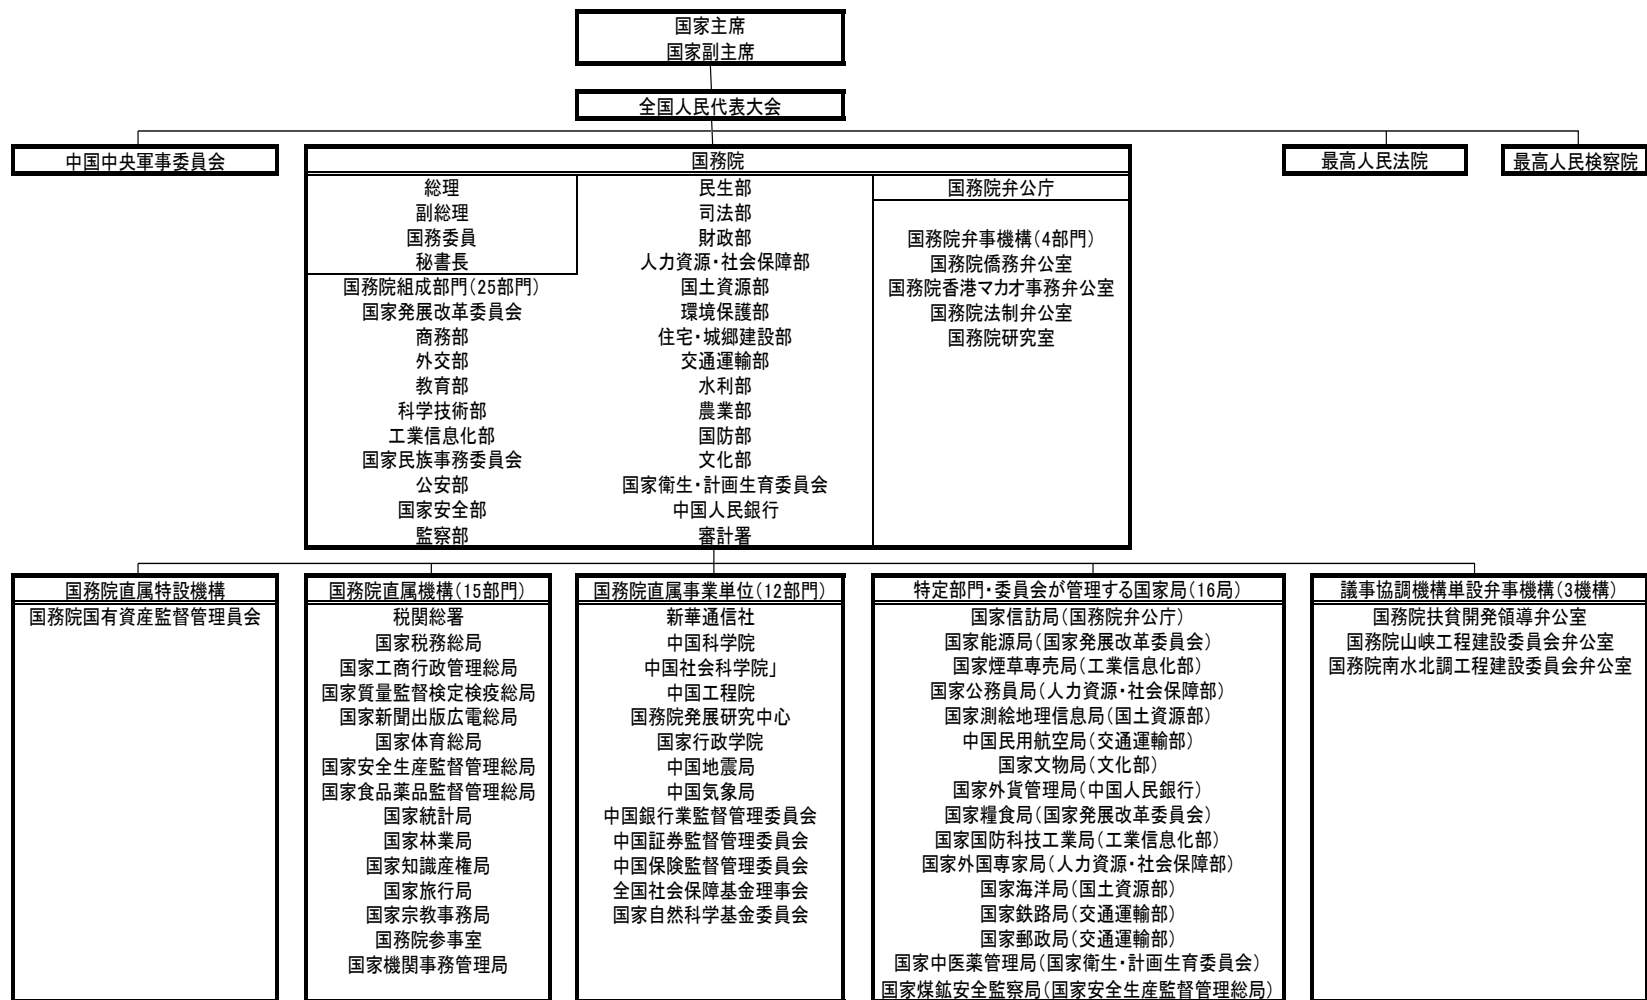 国家主席
国家副主席
全国人民代表大会
中国中央軍事委員会
国務院
最高人民法院
最高人民検察院
総理
副総理
国務委員
秘書長
国務院組成部門(25部門)
国家発展改革委員会
商務部
外交部
教育部
科学技術部
工業信息化部
国家民族事務委員会
公安部
国家安全部
監察部
民生部
司法部
財政部
人力資源・社会保障部
国土資源部
環境保護部
住宅・城郷建設部
交通運輸部
水利部
農業部
国防部
文化部
国家衛生・計画生育委員会
中国人民銀行
審計署
国務院弁公庁
国務院弁事機構(4部門)
国務院僑務弁公室
国務院香港マカオ事務弁公室
国務院法制弁公室
国務院研究室
国務院直属特設機構
国務院国有資産監督管理員会
国務院直属機構(15部門)
税関総署
国家税務総局
国家工商行政管理総局
国家質量監督検定検疫総局
国家新聞出版広電総局
国家体育総局
国家安全生産監督管理総局
国家食品薬品監督管理総局
国家統計局
国家林業局
国家知識産権局
国家旅行局
国家宗教事務局
国務院参事室
国家機関事務管理局
国務院直属事業単位(12部門)
新華通信社
中国科学院
中国社会科学院」
中国工程院
国務院発展研究中心
国家行政学院
中国地震局
中国気象局
中国銀行業監督管理委員会
中国証券監督管理委員会
中国保険監督管理委員会
全国社会保障基金理事会
国家自然科学基金委員会
特定部門・委員会が管理する国家局(16局)
国家信訪局(国務院弁公庁)
国家能源局(国家発展改革委員会)
国家煙草専売局(工業信息化部)
国家公務員局(人力資源・社会保障部)
国家測絵地理信息局(国土資源部)
中国民用航空局(交通運輸部)
国家文物局(文化部)
国家外貨管理局(中国人民銀行)
国家糧食局(国家発展改革委員会)
国家国防科技工業局(工業信息化部)
国家外国専家局(人力資源・社会保障部)
国家海洋局(国土資源部)
国家鉄路局(交通運輸部)
国家郵政局(交通運輸部)
国家中医薬管理局(国家衛生・計画生育委員会)
国家煤鉱安全監察局(国家安全生産監督管理総局)
議事協調機構単設弁事機構(3機構)
国務院扶貧開発領導弁公室
国務院山峡工程建設委員会弁公室
国務院南水北調工程建設委員会弁公室